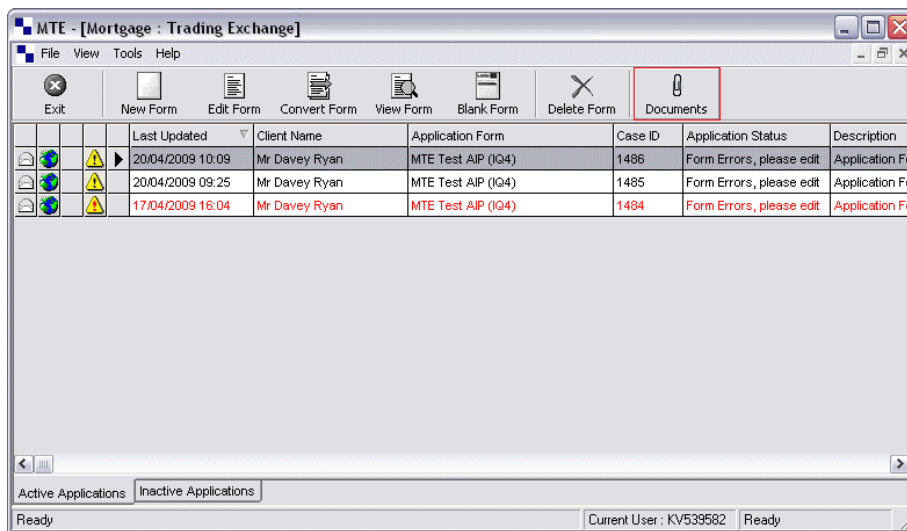 MTE - [Mortgage : Trading Exchange]
File View Tools Help
Exit New Form Edit Form Convert Form View Form Blank Form Delete Form Documents
Last Updated Client Name Application Form Case ID Application Status Description
20/04/2009 10:09 Mr Davey Ryan MTE Test AIP (IQ4) 1486 Form Errors, please edit Application F
20/04/2009 09:25 Mr Davey Ryan MTE Test AIP (IQ4) 1485 Form Errors, please edit Application F
17/04/2009 16:04 Mr Davey Ryan MTE Test AIP (IQ4) 1484 Form Errors, please edit Application F
Active Applications Inactive Applications
Ready Current User : KV539582 Ready